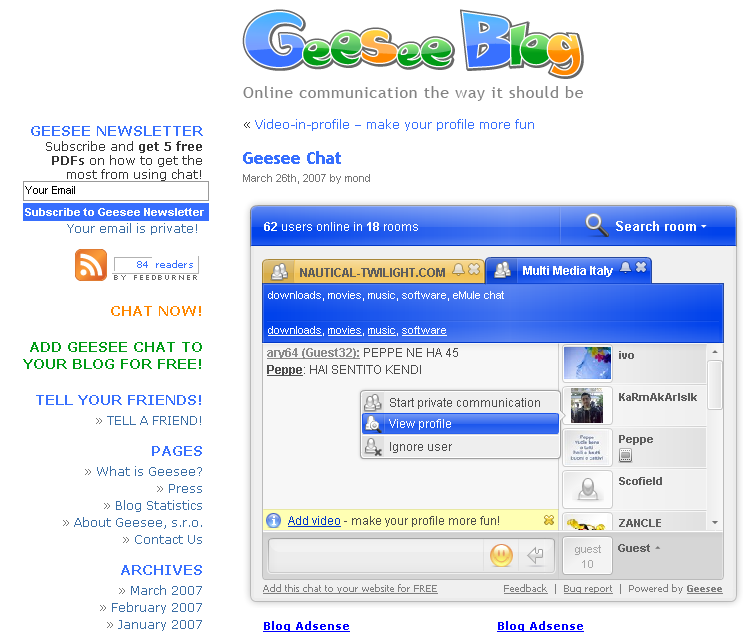 Geesee Blog
Online communication the way it should be
GEESEE NEWSLETTER
Subscribe and get 5 free
PDFs on how to get the
most from using chat!
Your Email
Subscribe to Geesee Newsletter
Your email is private!
84 readers
BY FEEDBURNER
CHAT NOW!
ADD GEESEE CHAT TO
YOUR BLOG FOR FREE!
TELL YOUR FRIENDS!
» TELL A FRIEND!
PAGES
» What is Geesee?
» Press
» Blog Statistics
» About Geesee, s.r.o.
» Contact Us
ARCHIVES
» March 2007
» February 2007
» January 2007
« Video-in-profile – make your profile more fun
Geesee Chat
March 26th, 2007 by mond
62 users online in 18 rooms
Search room
NAUTICAL-TWILIGHT.COM
Multi Media Italy
downloads, movies, music, software, eMule chat
downloads, movies, music, software
ary64 (Guest32): PEPPE NE HA 45
Peppe: HAI SENTITO KENDI
Start private communication
View profile
Ignore user
ivo
KaRmAkArIsIk
Peppe
Scofield
ZANCLE
Add video - make your profile more fun!
guest
10
Guest
Add this chat to your website for FREE
Feedback | Bug report | Powered by Geesee
Blog Adsense
Blog Adsense